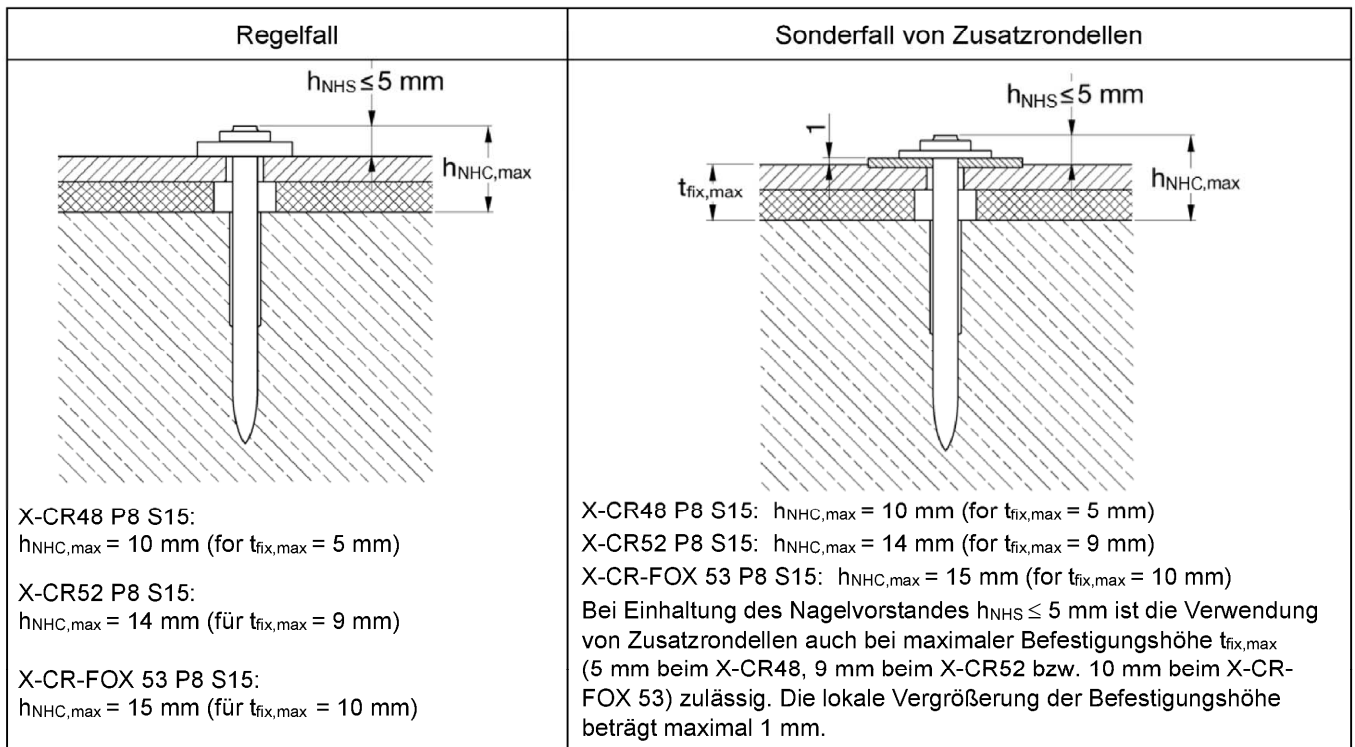 Regelfall
hNHS ≤ 5 mm
hNHC,max
X-CR48 P8 S15:
hNHC,max = 10 mm (for tfix,max = 5 mm)
X-CR52 P8 S15:
hNHC,max = 14 mm (für tfix,max = 9 mm)
X-CR-FOX 53 P8 S15:
hNHC,max = 15 mm (für tfix,max = 10 mm)
Sonderfall von Zusatzrondellen
hNHS ≤ 5 mm
1
tfix,max
hNHC,max
X-CR48 P8 S15: hNHC,max = 10 mm (for tfix,max = 5 mm)
X-CR52 P8 S15: hNHC,max = 14 mm (for tfix,max = 9 mm)
X-CR-FOX 53 P8 S15: hNHC,max = 15 mm (for tfix,max = 10 mm)
Bei Einhaltung des Nagelvorstandes hNHS ≤ 5 mm ist die Verwendung
von Zusatzrondellen auch bei maximaler Befestigungshöhe tfix,max
(5 mm beim X-CR48, 9 mm beim X-CR52 bzw. 10 mm beim X-CR-
FOX 53) zulässig. Die lokale Vergrößerung der Befestigungshöhe
beträgt maximal 1 mm.